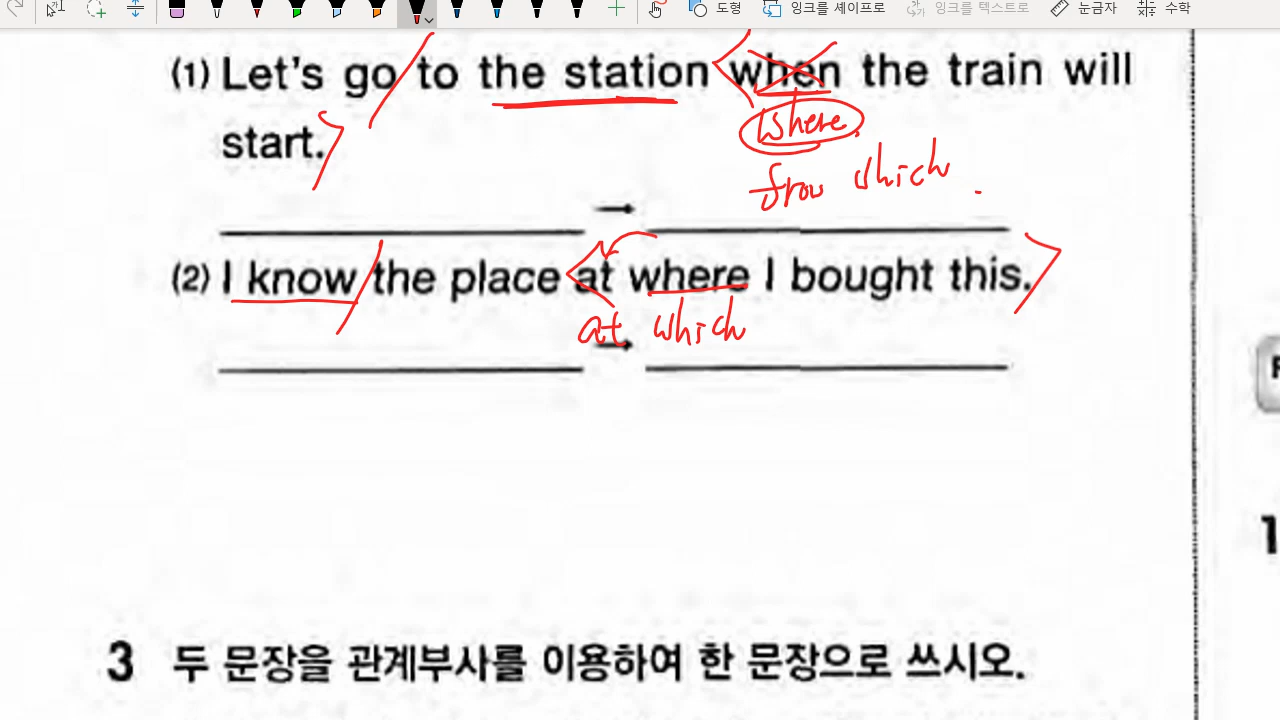 도형 잉크를 셰이프로 잉크를 텍스트로 눈금자 수학
(1) Let's go to the station when the train will
where
start.
from which
→
(2) I know the place at where I bought this.
at which
→
1
3 두 문장을 관계부사를 이용하여 한 문장으로 쓰시오.